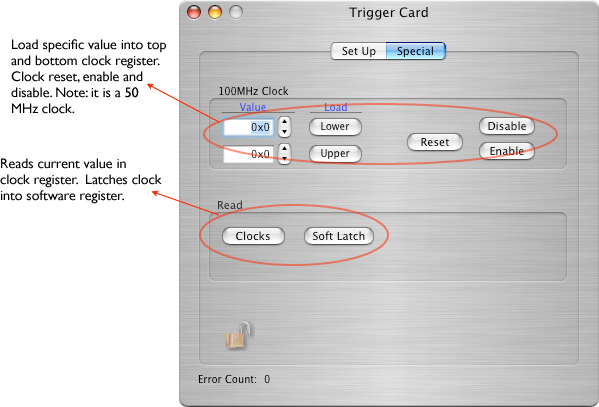 Trigger Card
Load specific value into top
and bottom clock register.
Clock reset, enable and
disable. Note: it is a 50
MHz clock.
Set Up Special
100MHz Clock
Value Load
0x0 Lower
0x0 Upper
Reset
Disable
Enable
Reads current value in
clock register. Latches clock
into software register.
Read
Clocks Soft Latch
Error Count: 0